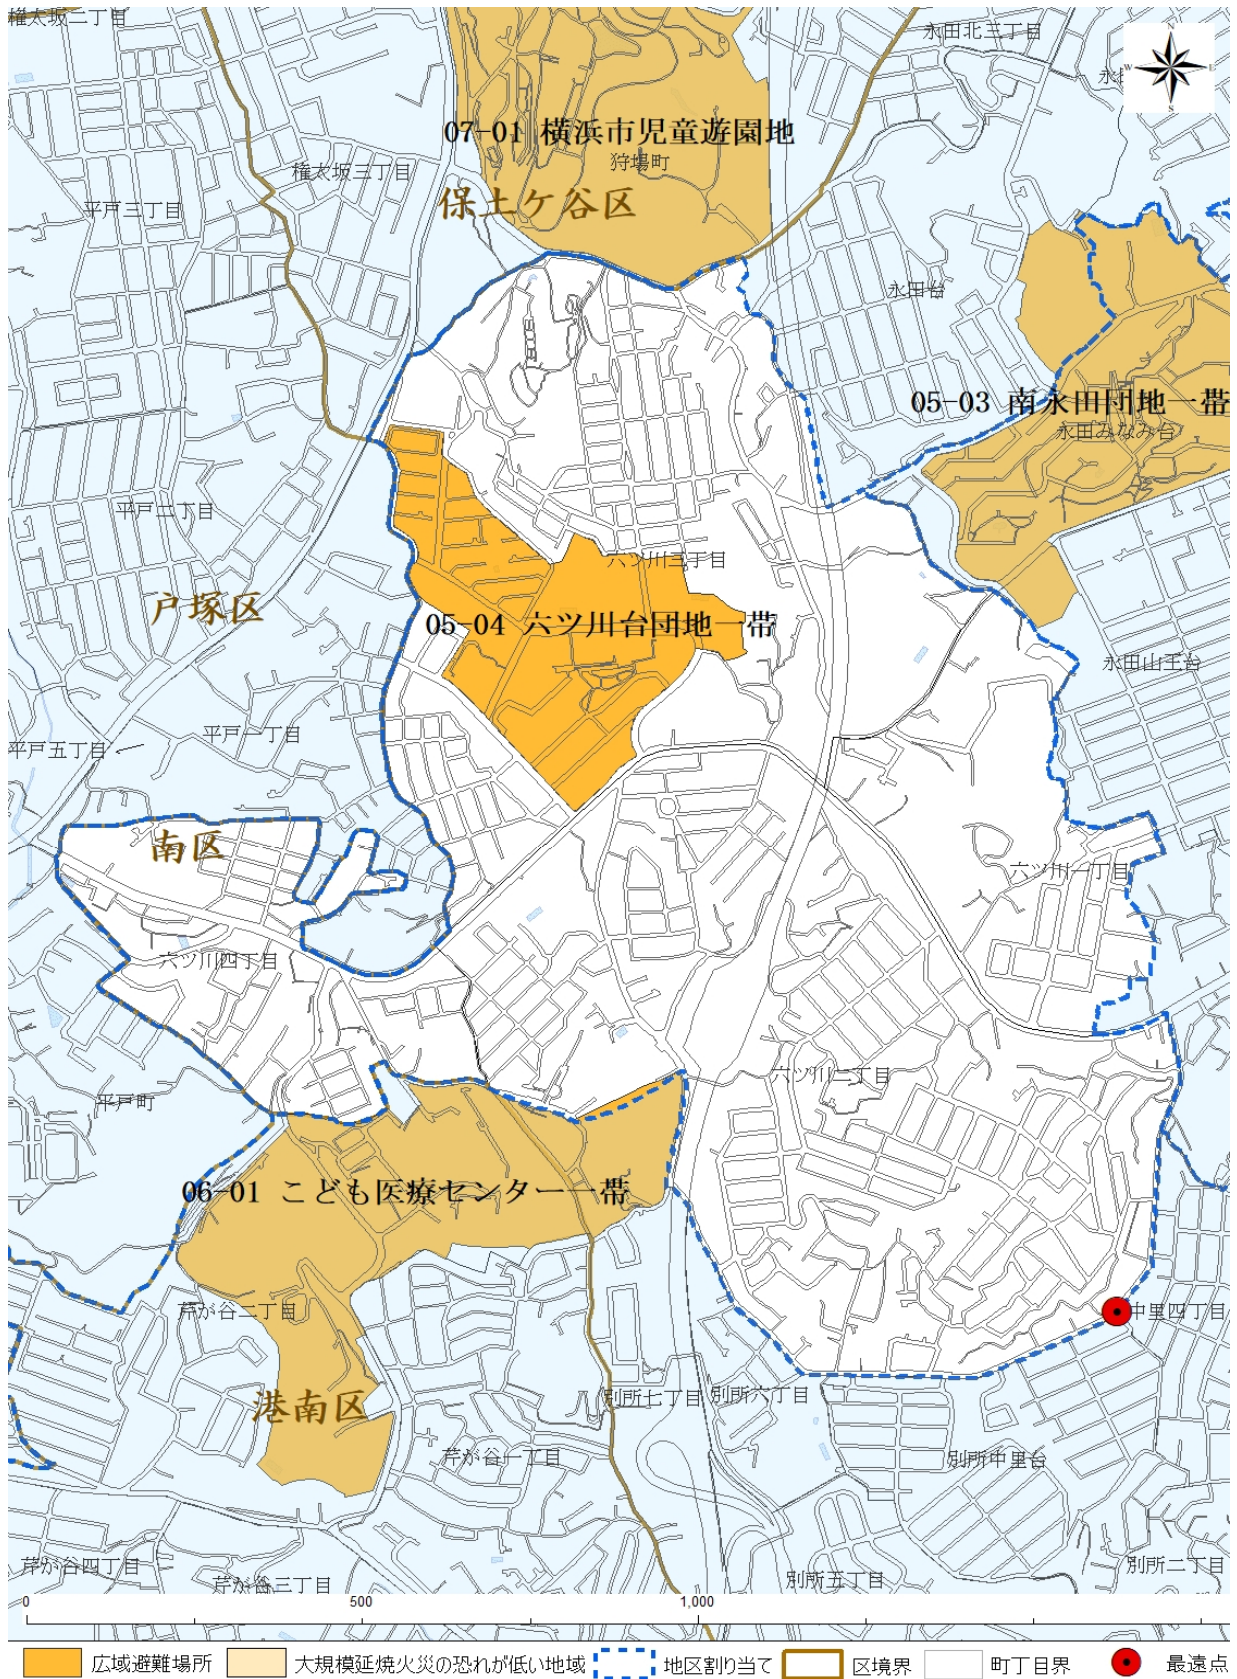 権太坂二丁目
永田北三丁目
N
W
E
S
07-01 横浜市児童遊園地
狩場町
権太坂三丁目
保土ケ谷区
平戸三丁目
永田台
05-03 南永田団地一帯
永田みなみ台
平戸二丁目
六ツ川三丁目
戸塚区
05-04 六ツ川台団地一帯
永田山王台
平戸一丁目
平戸五丁目
南区
六ツ川一丁目
六ツ川四丁目
六ツ川二丁目
平戸町
06-01 こども医療センター一帯
芹が谷二丁目
中里四丁目
港南区
別所七丁目
別所六丁目
芹が谷一丁目
別所中里台
芹が谷四丁目
芹が谷三丁目
別所五丁目
別所二丁目
0 500 1,000
広域避難場所 大規模延焼火災の恐れが低い地域 地区割り当て 区境界 町丁目界 最遠点